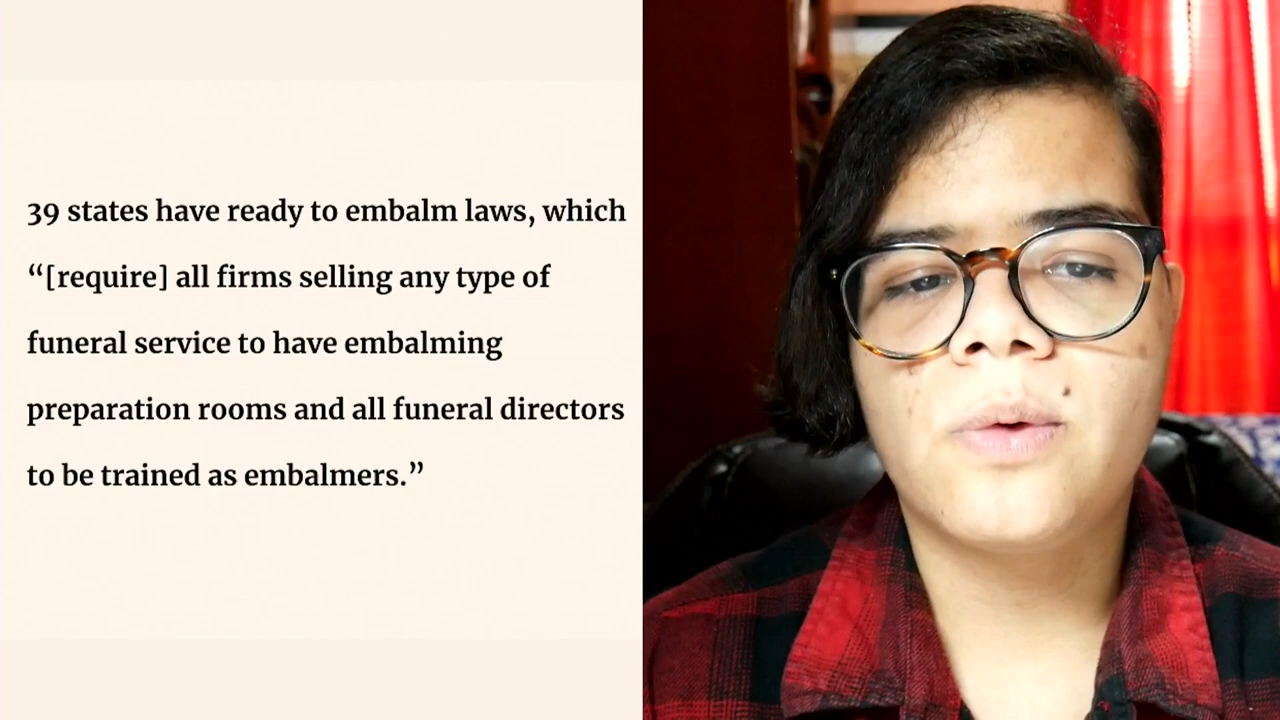 39 states have ready to embalm laws, which
“[require] all firms selling any type of
funeral service to have embalming
preparation rooms and all funeral directors
to be trained as embalmers.”